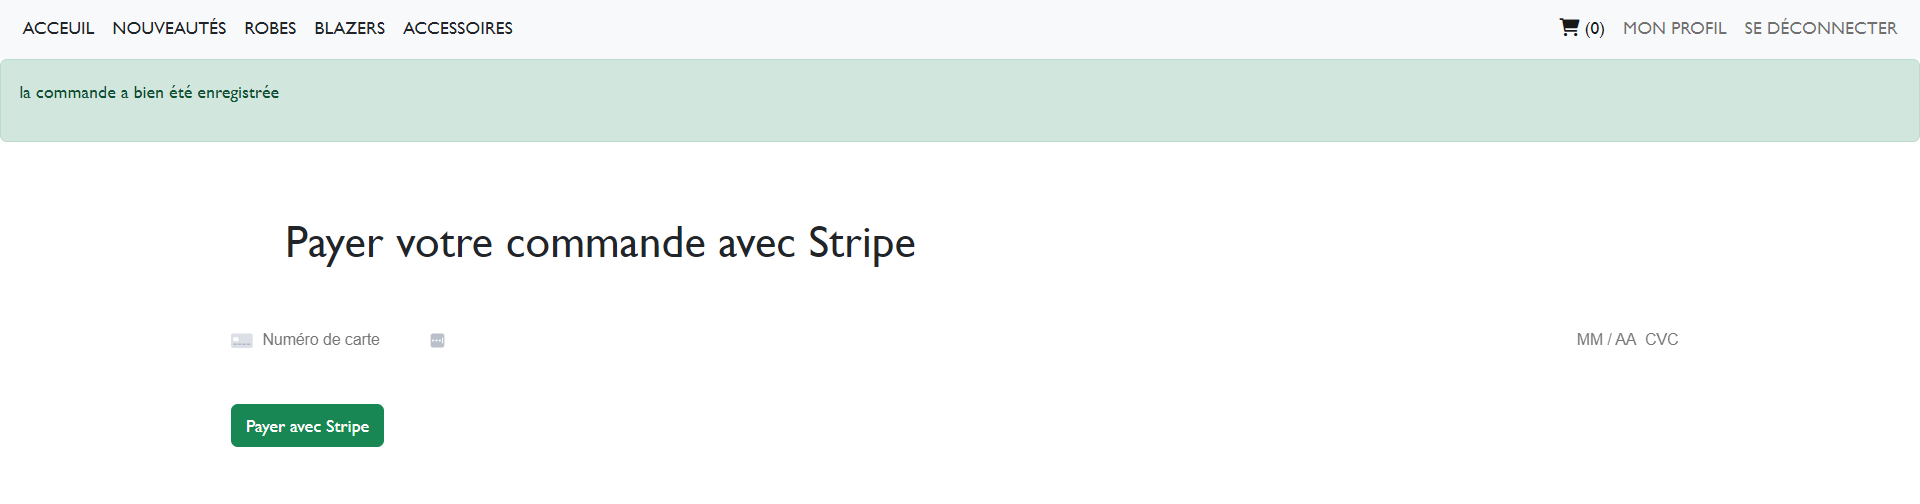 ACCEUIL NOUVEAUTÉS ROBES BLAZERS ACCESSOIRES (0) MON PROFIL SE DÉCONNECTER
la commande a bien été enregistrée
Payer votre commande avec Stripe
Numéro de carte MM / AA CVC
Payer avec Stripe